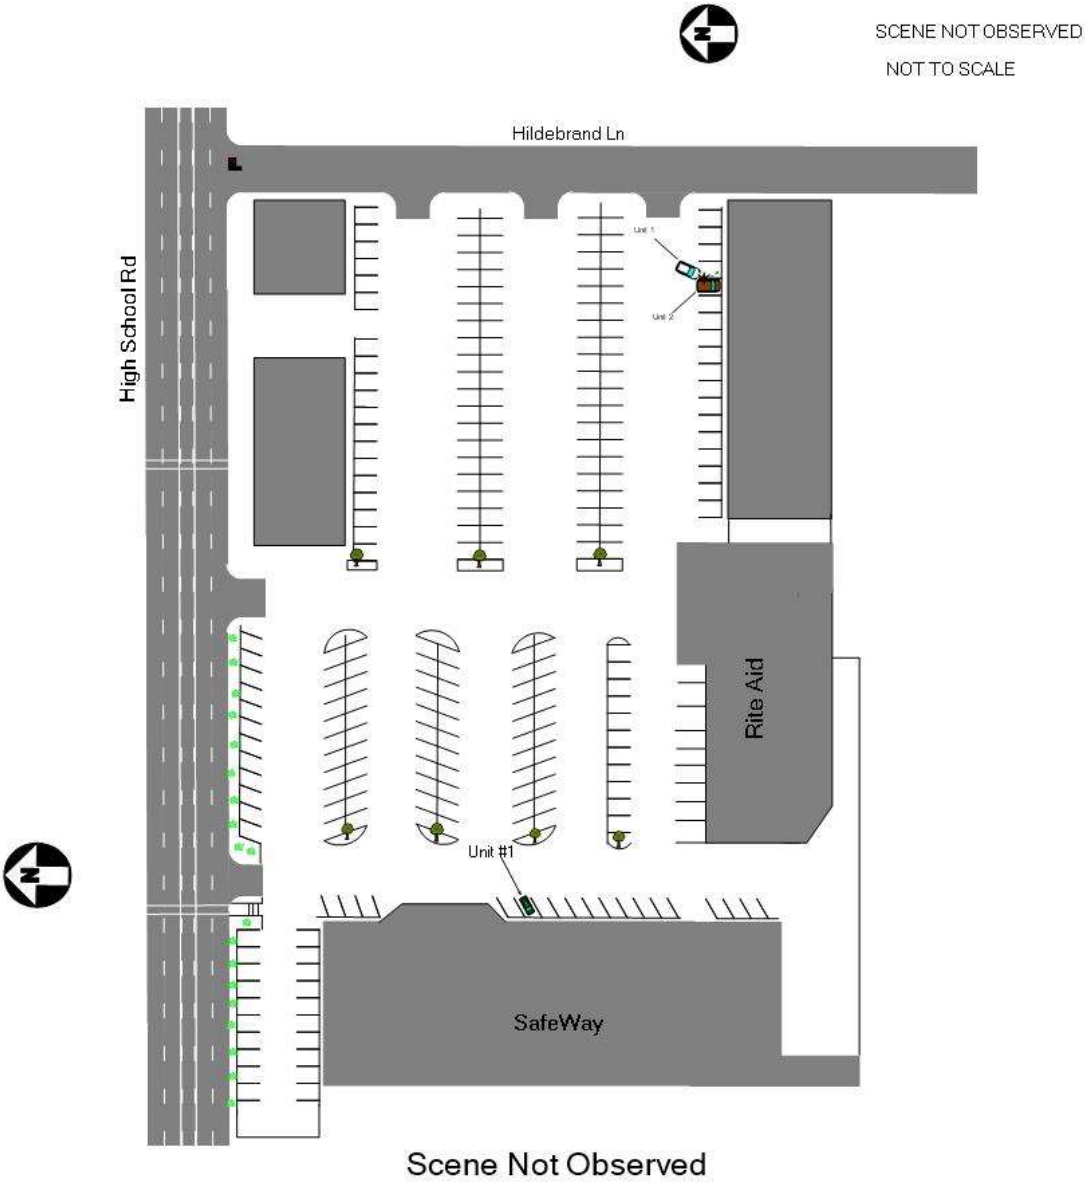 N
SCENE NOT OBSERVED
NOT TO SCALE
Hildebrand Ln
Unit 1
High School Rd
Unit 2
Rite Aid
Unit #1
N
SafeWay
Scene Not Observed